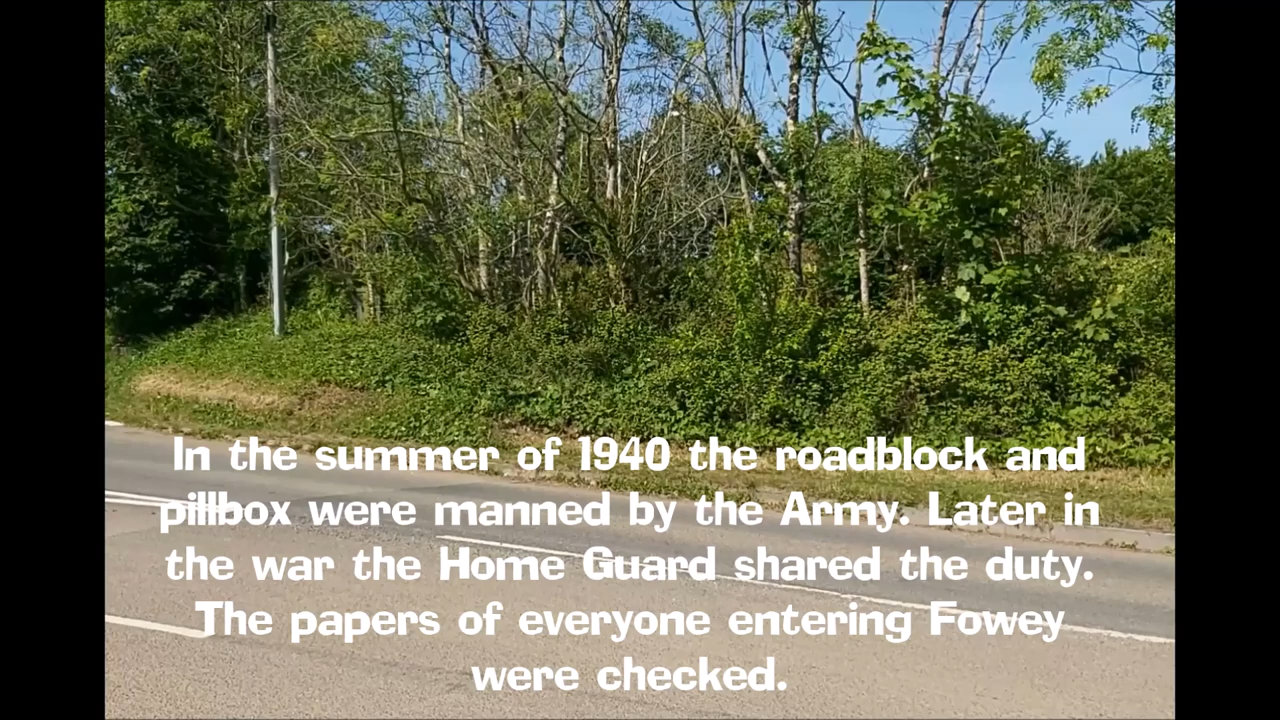 In the summer of 1940 the roadblock and
pillbox were manned by the Army. Later in
the war the Home Guard shared the duty.
The papers of everyone entering Fowey
were checked.